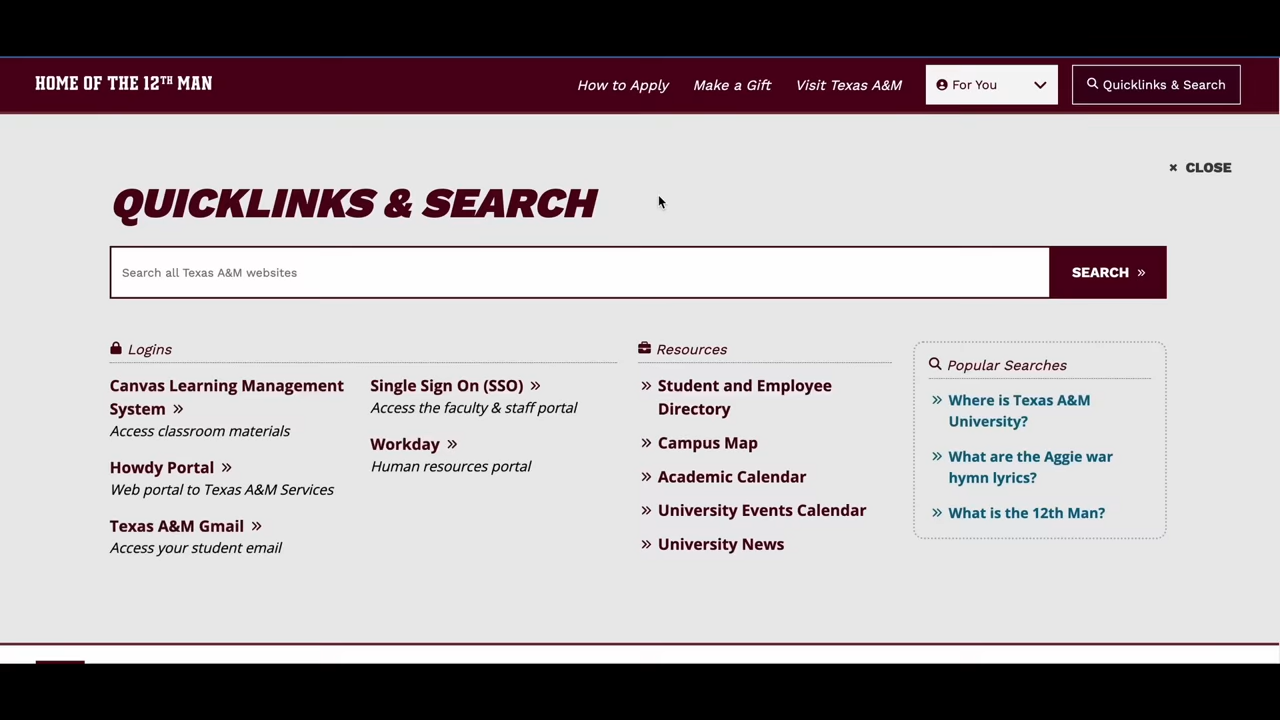 HOME OF THE 12TH MAN
How to Apply
Make a Gift
Visit Texas A&M
For You
Quicklinks & Search
× CLOSE
QUICKLINKS & SEARCH
Search all Texas A&M websites
SEARCH »
Logins
Canvas Learning Management
System »
Access classroom materials
Howdy Portal »
Web portal to Texas A&M Services
Texas A&M Gmail »
Access your student email
Single Sign On (SSO) »
Access the faculty & staff portal
Workday »
Human resources portal
Resources
» Student and Employee
Directory
» Campus Map
» Academic Calendar
» University Events Calendar
» University News
Popular Searches
» Where is Texas A&M
University?
» What are the Aggie war
hymn lyrics?
» What is the 12th Man?